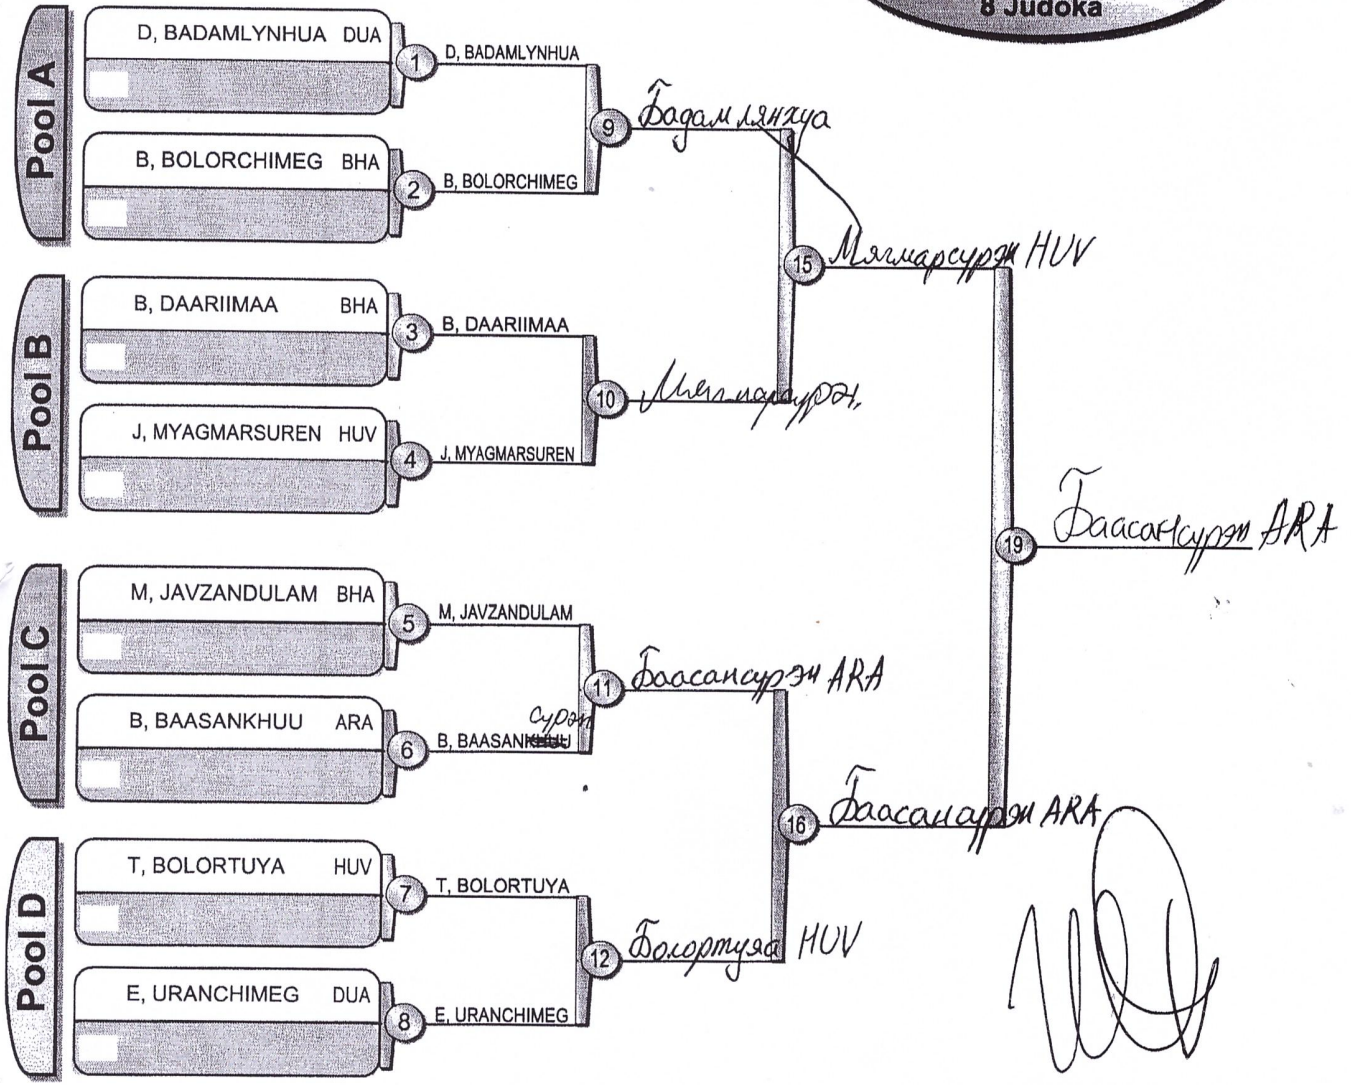 8 Judoka
Pool A
D, BADAMLYNHUA DUA
1
D, BADAMLYNHUA
9
Бадамлянхуа
B, BOLORCHIMEG BHA
2
B, BOLORCHIMEG
15
Мягмарсүрэн HUV
Pool B
B, DAARIIMAA BHA
3
B, DAARIIMAA
10
Мягмарсүрэн
J, MYAGMARSUREN HUV
4
J, MYAGMARSUREN
19
Баасансүрэн ARA
Pool C
M, JAVZANDULAM BHA
5
M, JAVZANDULAM
11
Баасансүрэн ARA
B, BAASANKHUU ARA
6
сүрэн
B, BAASANKHUU
16
Баасансүрэн ARA
Pool D
T, BOLORTUYA HUV
7
T, BOLORTUYA
12
Болортуяа HUV
E, URANCHIMEG DUA
8
E, URANCHIMEG